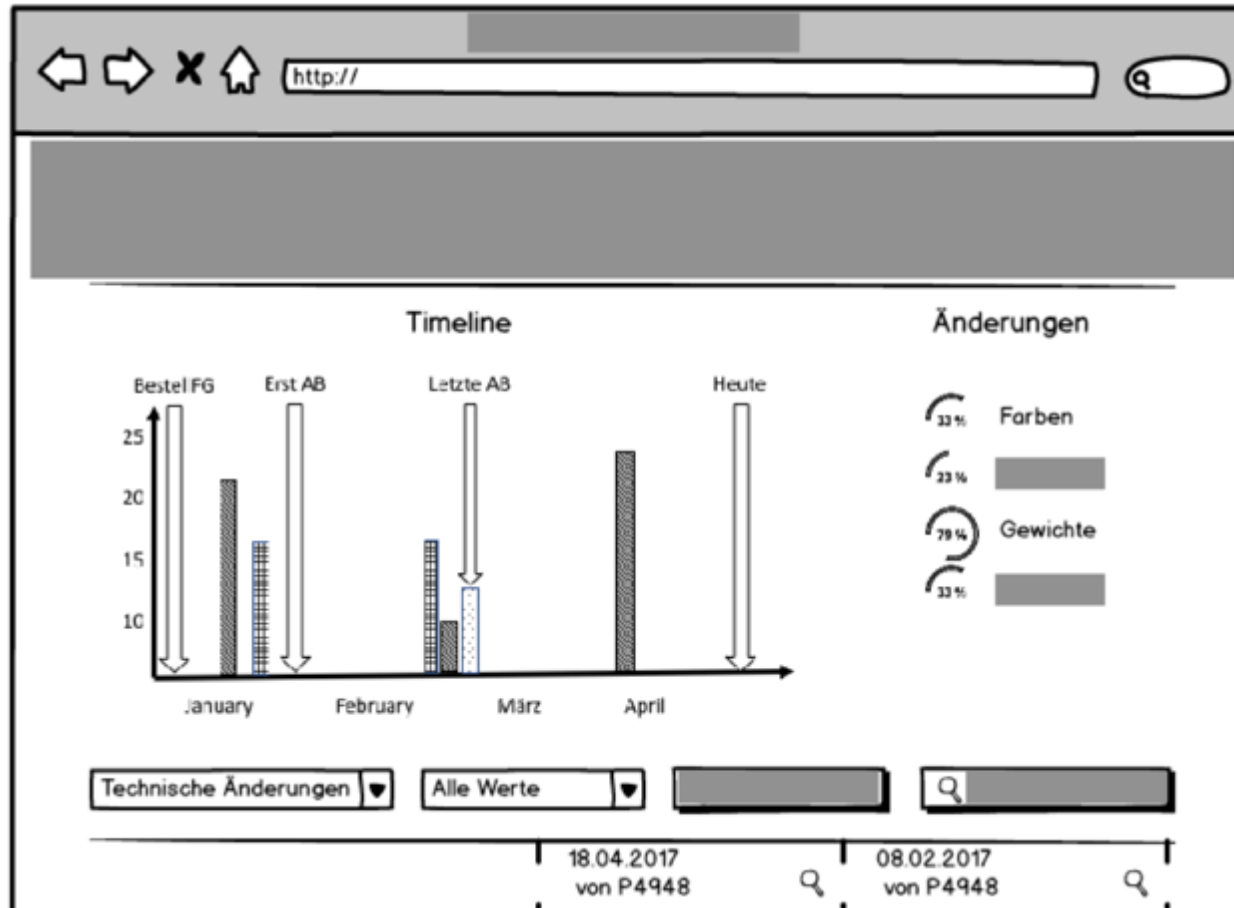 http://
Timeline
Änderungen
Bestel FG
Erst AB
Letzte AB
Heute
25
20
15
10
January
February
März
April
33 %
Farben
23 %
79 %
Gewichte
33 %
Technische Änderungen
Alle Werte
18.04.2017
von P4948
08.02.2017
von P4948